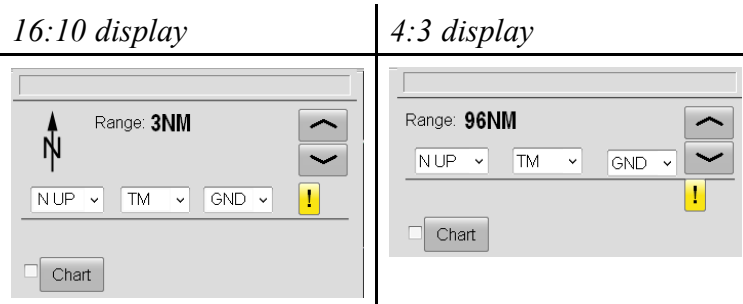 16:10 display
4:3 display
Range: 3NM
N
N UP
TM
GND
!
Chart
Range: 96NM
N UP
TM
GND
!
Chart